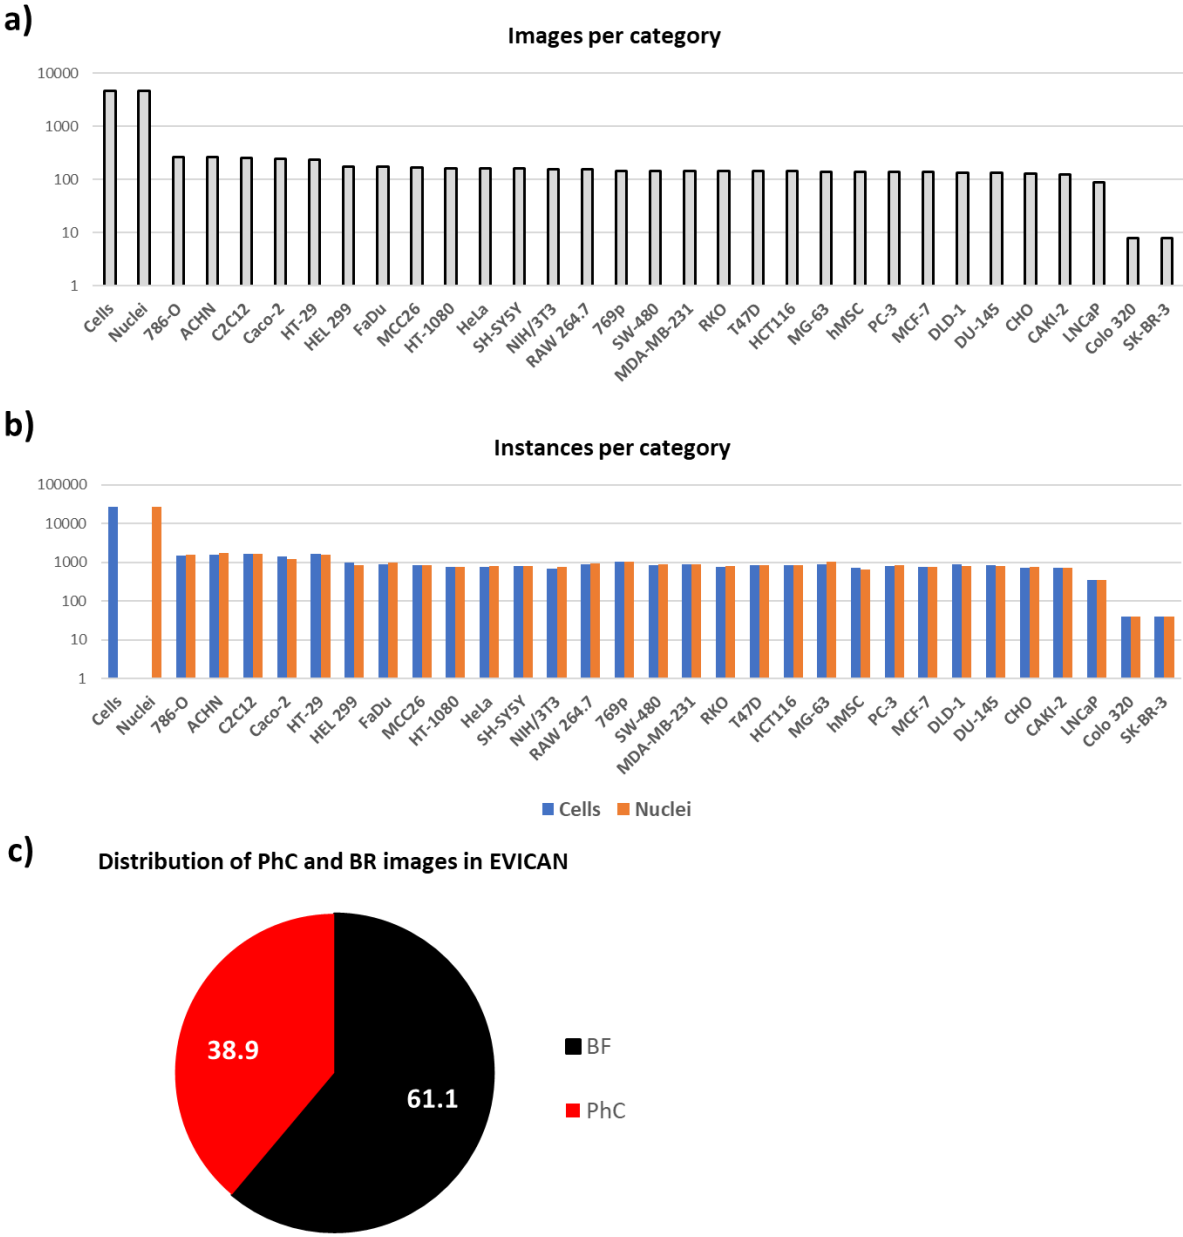 a)
Images per category
10000
1000
100
10
1
Cells
Nuclei
786-O
ACHN
C2C12
Caco-2
HT-29
HEL 299
FaDu
MCC26
HT-1080
HeLa
SH-SY5Y
NIH/3T3
RAW 264.7
769p
SW-480
MDA-MB-231
RKO
T47D
HCT116
MG-63
hMSC
PC-3
MCF-7
DLD-1
DU-145
CHO
CAKI-2
LNCaP
Colo 320
SK-BR-3
b)
Instances per category
100000
10000
1000
100
10
1
Cells
Nuclei
786-O
ACHN
C2C12
Caco-2
HT-29
HEL 299
FaDu
MCC26
HT-1080
HeLa
SH-SY5Y
NIH/3T3
RAW 264.7
769p
SW-480
MDA-MB-231
RKO
T47D
HCT116
MG-63
hMSC
PC-3
MCF-7
DLD-1
DU-145
CHO
CAKI-2
LNCaP
Colo 320
SK-BR-3
Cells Nuclei
c)
Distribution of PhC and BR images in EVICAN
38.9
61.1
BF
PhC